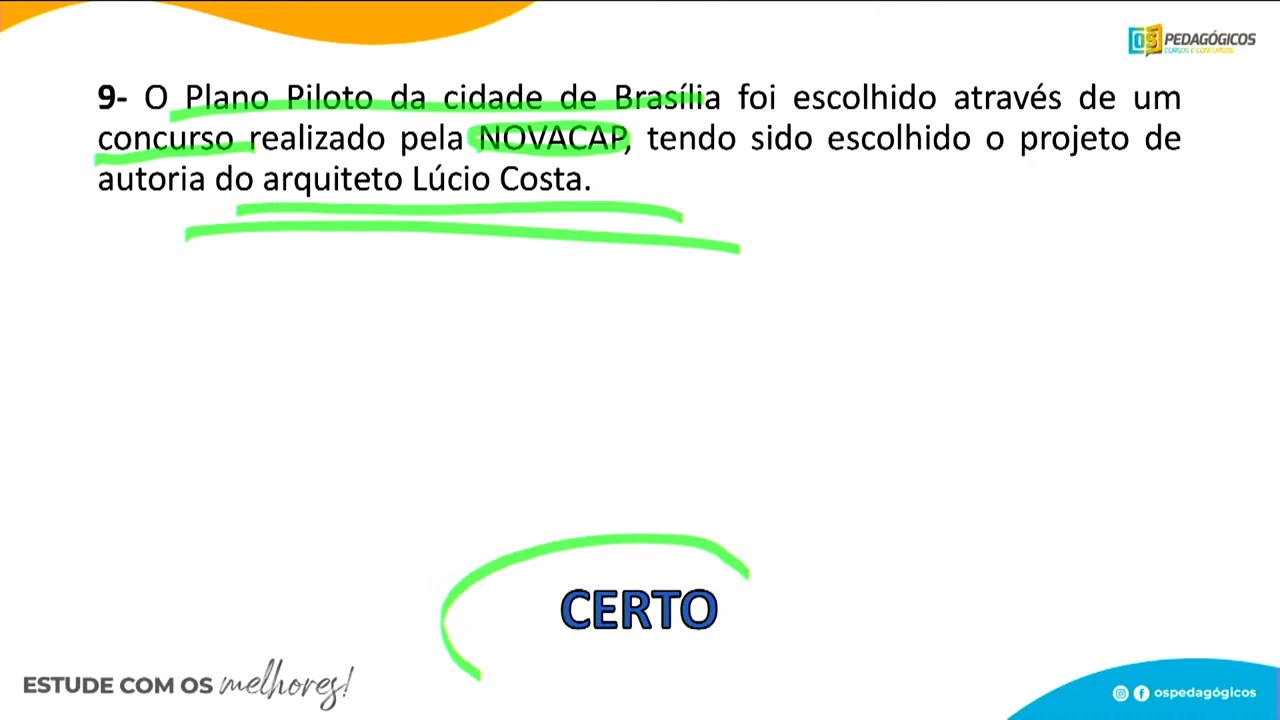 OS PEDAGÓGICOS
CURSOS E CONCURSOS
9- O Plano Piloto da cidade de Brasília foi escolhido através de um
concurso realizado pela NOVACAP, tendo sido escolhido o projeto de
autoria do arquiteto Lúcio Costa.
CERTO
ESTUDE COM OS melhores!
ospedagógicos